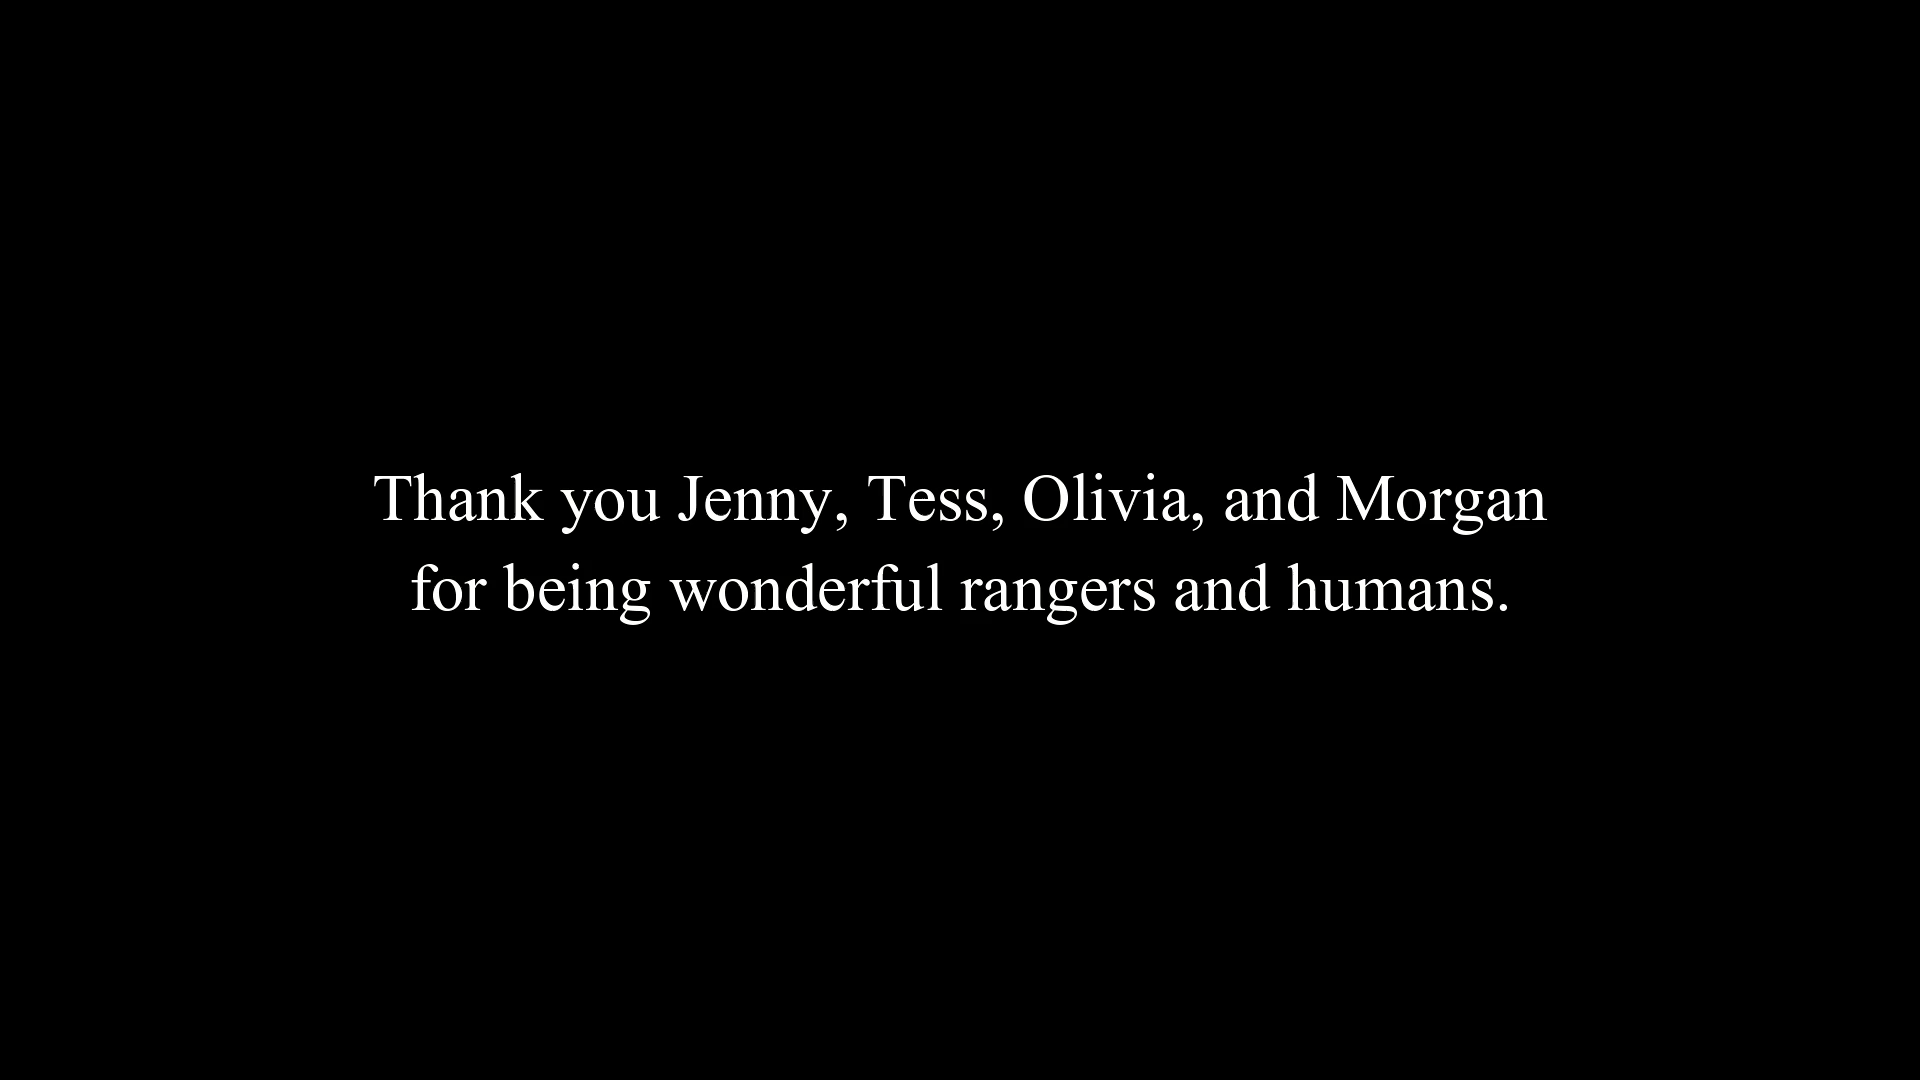 Thank you Jenny, Tess, Olivia, and Morgan
for being wonderful rangers and humans.